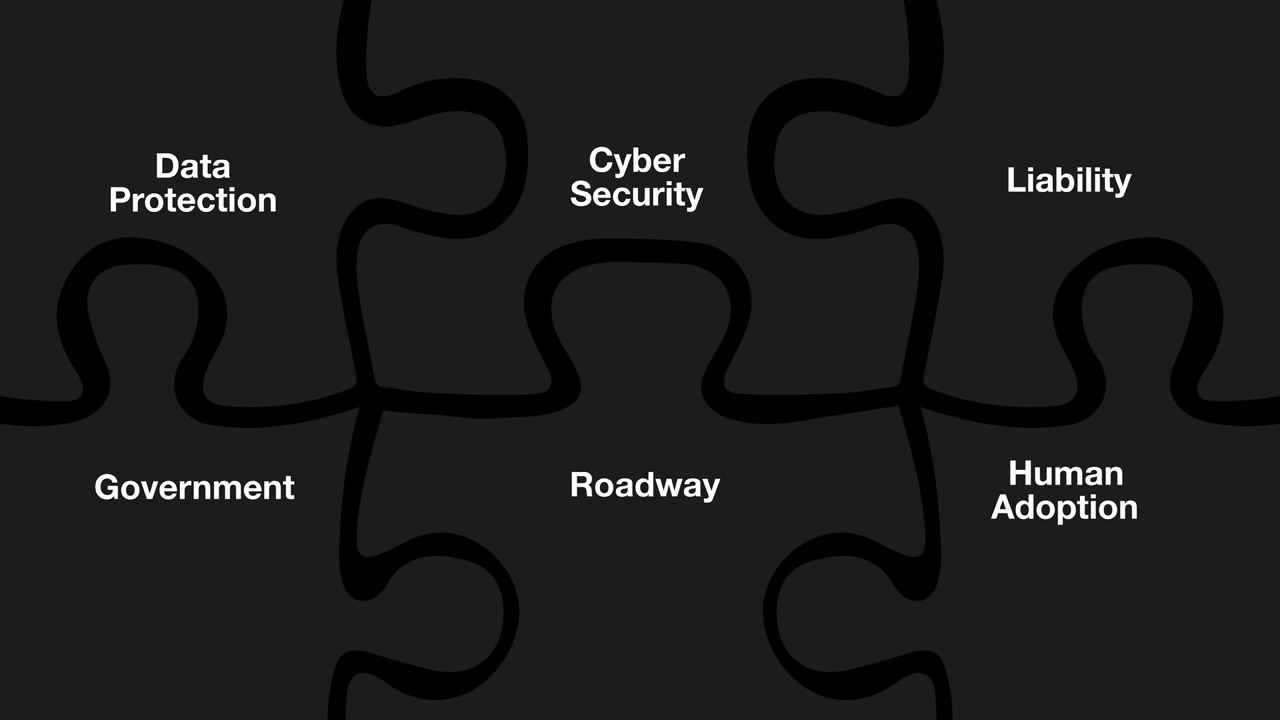 Data
Protection
Cyber
Security
Liability
Government
Roadway
Human
Adoption